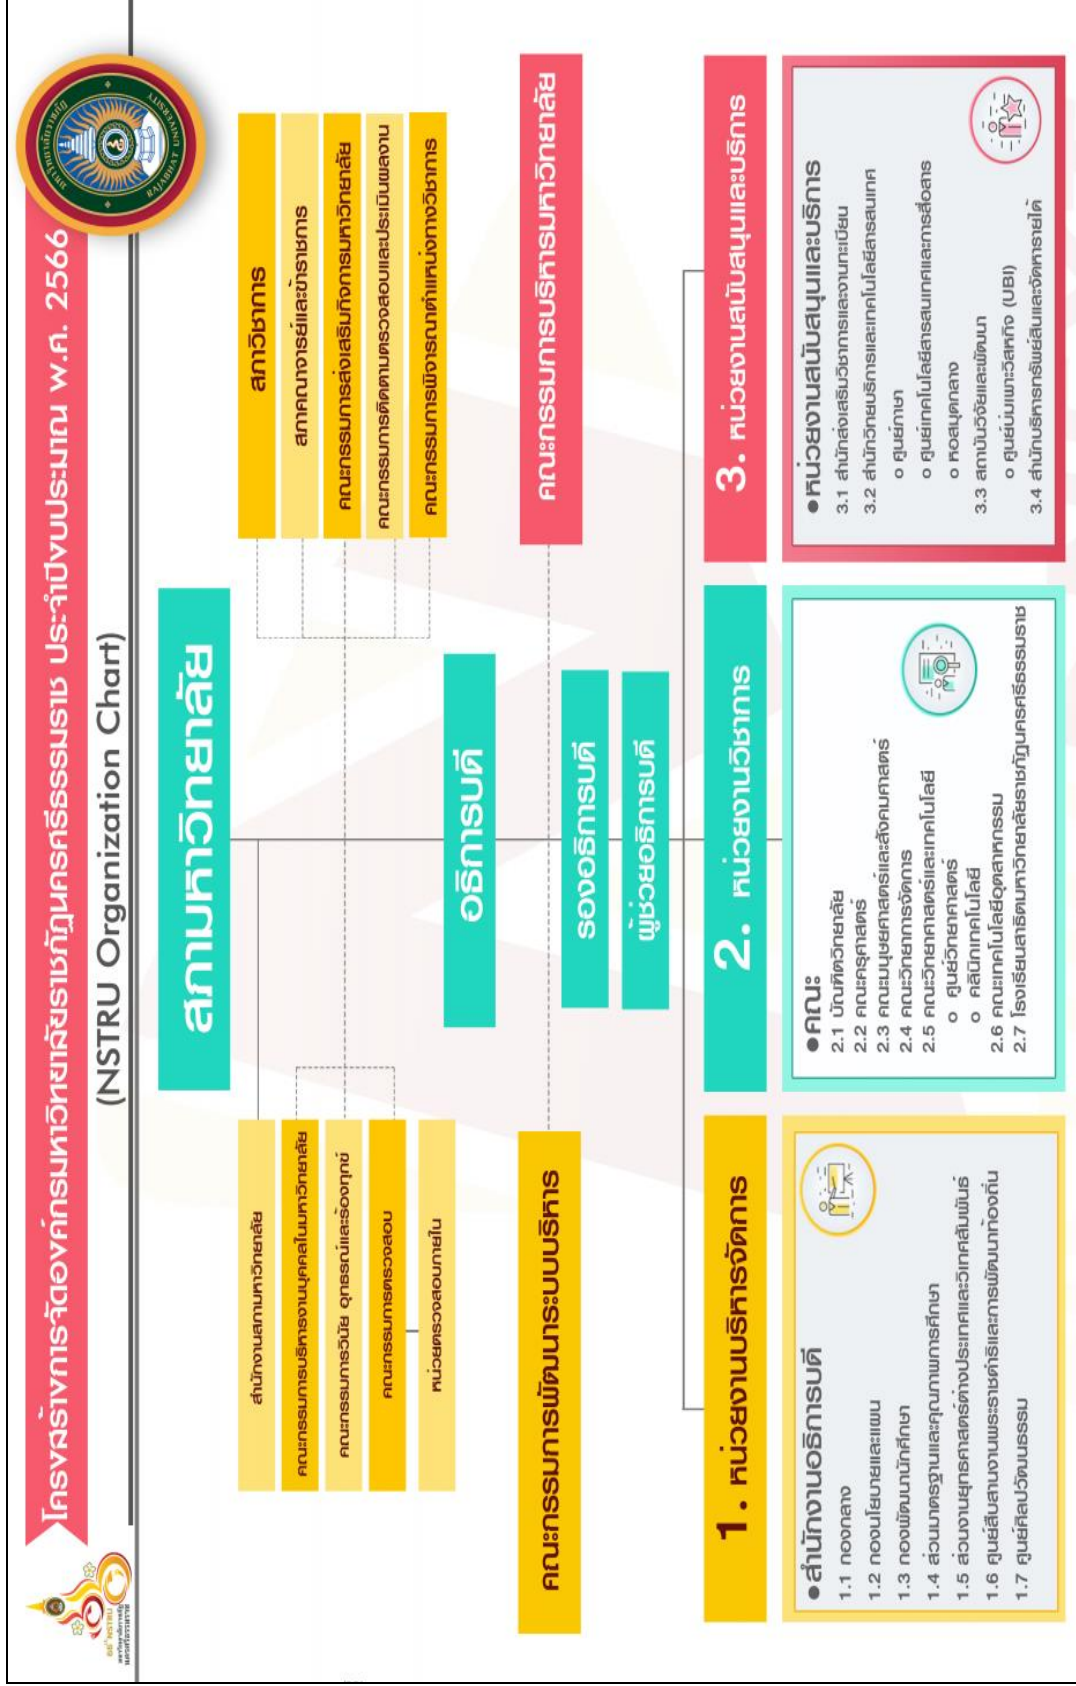 โครงสร้างการจัดองค์กรมหาวิทยาลัยราชภัฏนครศรีธรรมราช ประจำปีงบประมาณ พ.ศ. 2566
(NSTRU Organization Chart)
สภามหาวิทยาลัย
สำนักงานสภามหาวิทยาลัย
คณะกรรมการบริหารงานบุคคลในมหาวิทยาลัย
คณะกรรมการวินัย อุทธรณ์และร้องทุกข์
คณะกรรมการตรวจสอบ
หน่วยตรวจสอบภายใน
สภาวิชาการ
สภาคณาจารย์และข้าราชการ
คณะกรรมการส่งเสริมกิจการมหาวิทยาลัย
คณะกรรมการติดตามตรวจสอบและประเมินผลงาน
คณะกรรมการพิจารณาตำแหน่งทางวิชาการ
อธิการบดี
คณะกรรมการพัฒนาระบบบริหาร
คณะกรรมการบริหารมหาวิทยาลัย
รองอธิการบดี
ผู้ช่วยอธิการบดี
1. หน่วยงานบริหารจัดการ
●สำนักงานอธิการบดี
1.1 กองกลาง
1.2 กองนโยบายและแผน
1.3 กองพัฒนานักศึกษา
1.4 ส่วนมาตรฐานและคุณภาพการศึกษา
1.5 ส่วนงานยุทธศาสตร์ต่างประเทศและวิเทศสัมพันธ์
1.6 ศูนย์สืบสานงานพระราชดำริและการพัฒนาท้องถิ่น
1.7 ศูนย์ศิลปวัฒนธรรม
2. หน่วยงานวิชาการ
●คณะ
2.1 บัณฑิตวิทยาลัย
2.2 คณะครุศาสตร์
2.3 คณะมนุษยศาสตร์และสังคมศาสตร์
2.4 คณะวิทยาการจัดการ
2.5 คณะวิทยาศาสตร์และเทคโนโลยี
o ศูนย์วิทยาศาสตร์
o คลินิกเทคโนโลยี
2.6 คณะเทคโนโลยีอุตสาหกรรม
2.7 โรงเรียนสาธิตมหาวิทยาลัยราชภัฏนครศรีธรรมราช
3. หน่วยงานสนับสนุนและบริการ
●หน่วยงานสนับสนุนและบริการ
3.1 สำนักส่งเสริมวิชาการและงานทะเบียน
3.2 สำนักวิทยบริการและเทคโนโลยีสารสนเทศ
o ศูนย์ภาษา
o ศูนย์เทคโนโลยีสารสนเทศและการสื่อสาร
o หอสมุดกลาง
3.3 สถาบันวิจัยและพัฒนา
o ศูนย์บ่มเพาะวิสหกิจ (UBI)
3.4 สำนักบริหารทรัพย์สินและจัดหารายได้